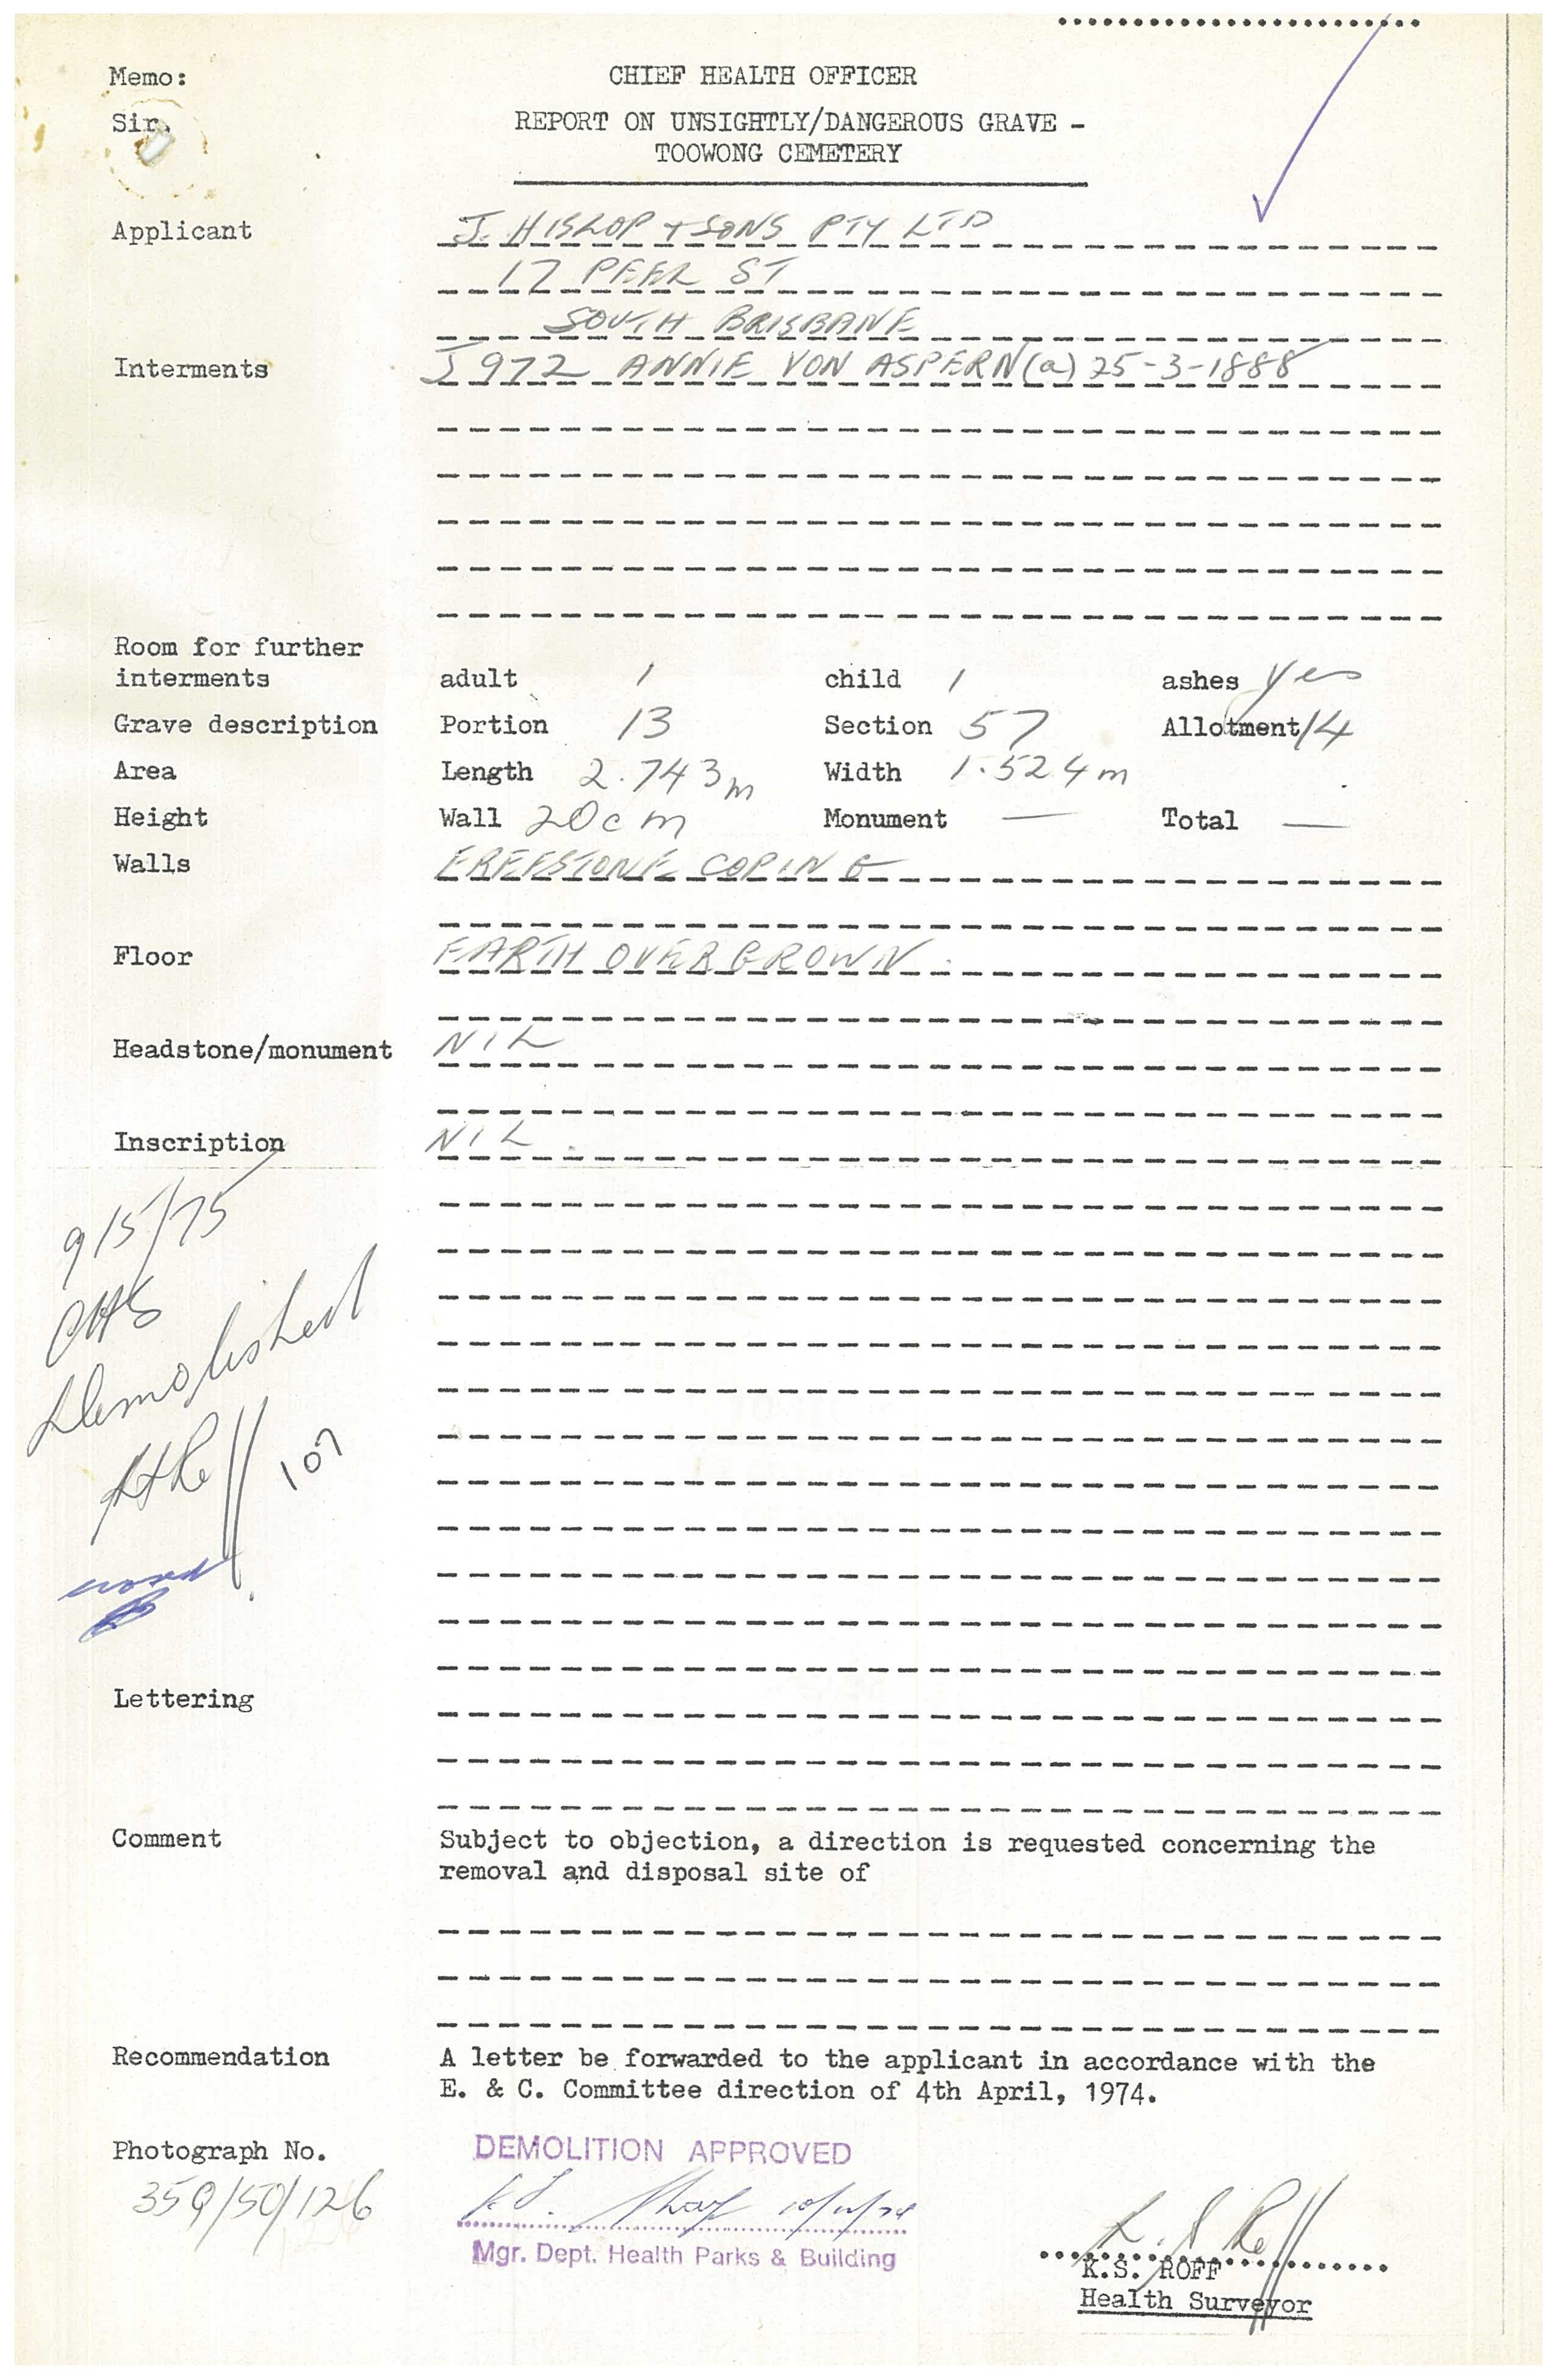 Memo:
CHIEF HEALTH OFFICER
Sir,
REPORT ON UNSIGHTLY/DANGEROUS GRAVE -
TOOWONG CEMETERY
Applicant J. HISLOP + SONS PTY LTD
17 PEEL ST
SOUTH BRISBANE
Interments J 972 ANNIE VON ASPERN (a) 25-3-1888
Room for further
interments adult 1 child 1 ashes yes
Grave description Portion 13 Section 57 Allotment 14
Area Length 2.743m Width 1.524m
Height Wall 20cm Monument — Total —
Walls FREESTONE COPING
Floor EARTH OVERGROWN.
Headstone/monument NIL
Inscription NIL.
9/5/75
Demolished
107
Lettering
Comment Subject to objection, a direction is requested concerning the
removal and disposal site of
Recommendation A letter be forwarded to the applicant in accordance with the
E. & C. Committee direction of 4th April, 1974.
Photograph No. DEMOLITION APPROVED
359/50/126
Mgr. Dept. Health Parks & Building
K.S. ROFF
Health Surveyor